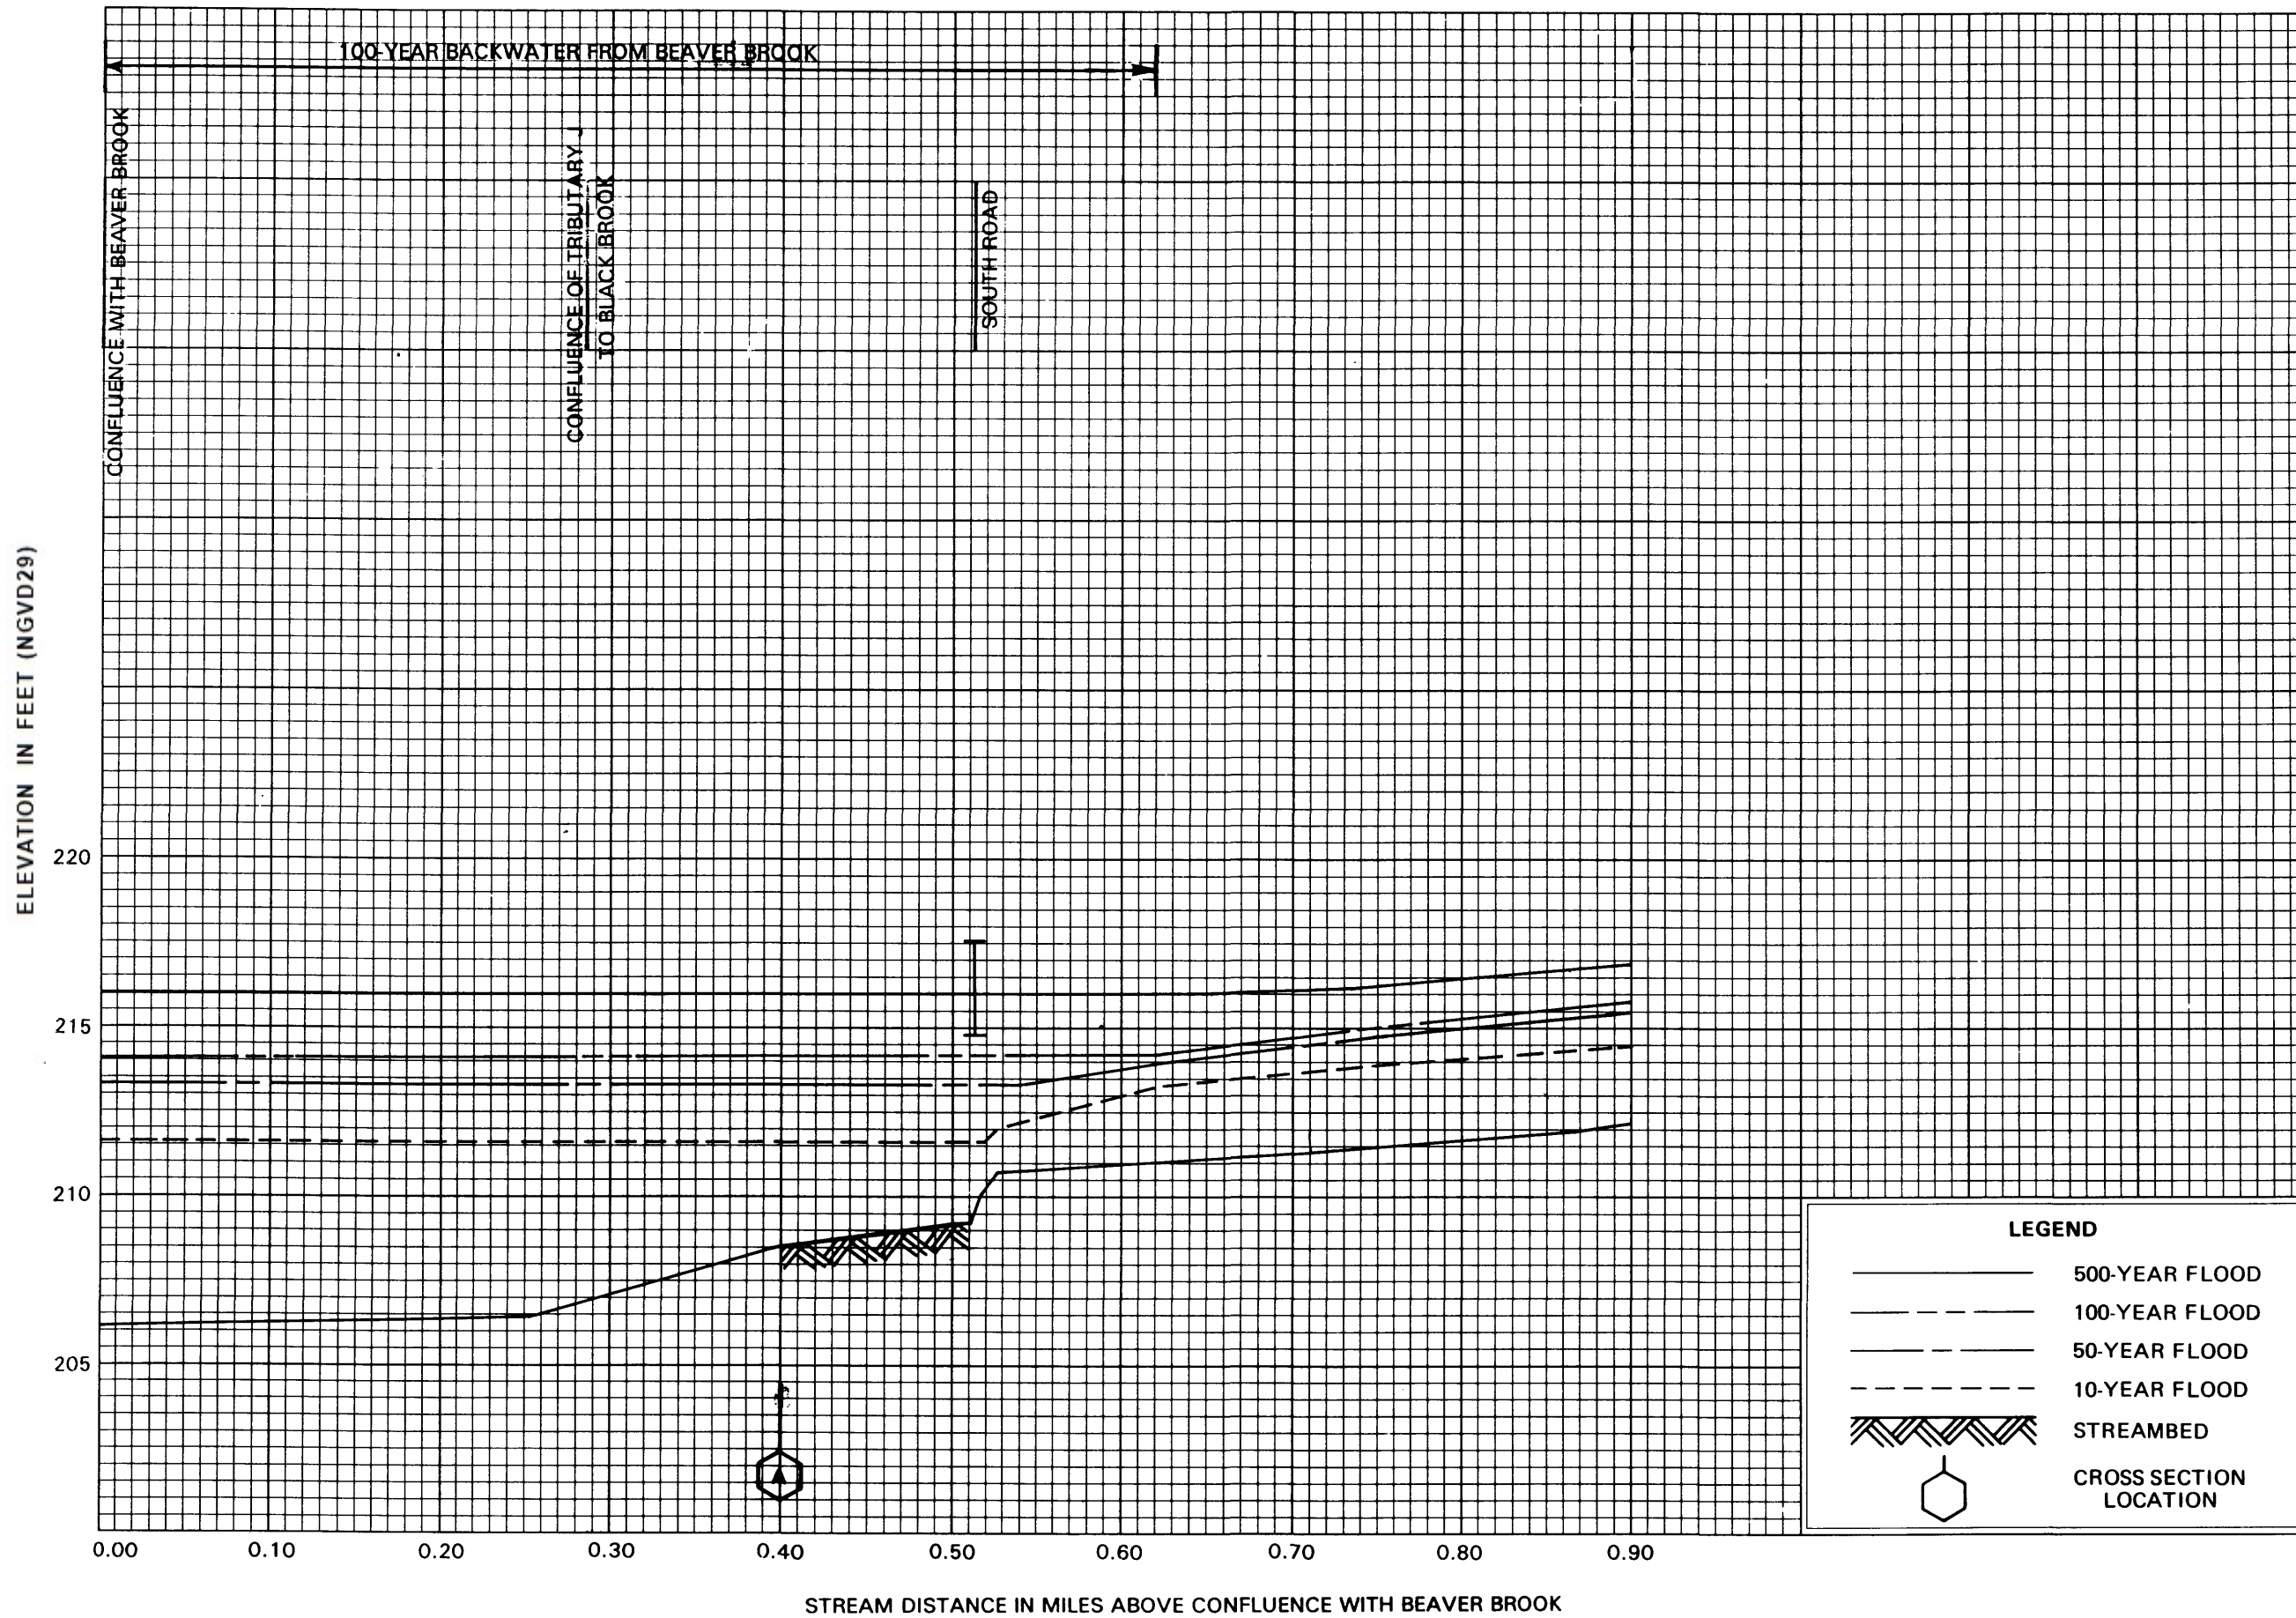 100-YEAR BACKWATER FROM BEAVER BROOK
CONFLUENCE WITH BEAVER BROOK
CONFLUENCE OF TRIBUTARY J
TO BLACK BROOK
SOUTH ROAD
ELEVATION IN FEET (NGVD29)
220
215
210
205
LEGEND
500-YEAR FLOOD
100-YEAR FLOOD
50-YEAR FLOOD
10-YEAR FLOOD
STREAMBED
CROSS SECTION
LOCATION
0.00 0.10 0.20 0.30 0.40 0.50 0.60 0.70 0.80 0.90
STREAM DISTANCE IN MILES ABOVE CONFLUENCE WITH BEAVER BROOK